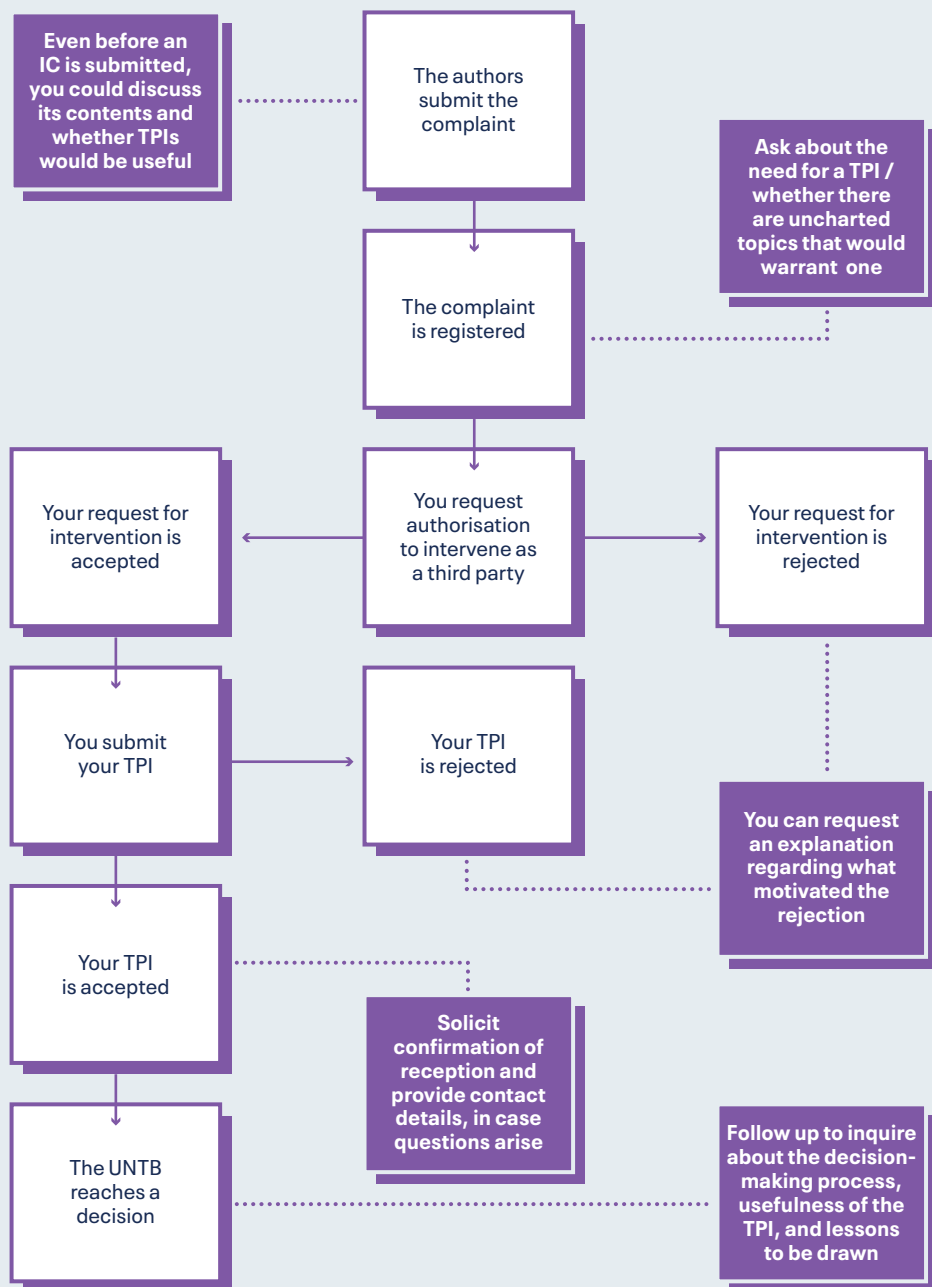 Even before an
IC is submitted,
you could discuss
its contents and
whether TPIs
would be useful
The authors
submit the
complaint
Ask about the
need for a TPI /
whether there
are uncharted
topics that would
warrant one
The complaint
is registered
Your request for
intervention is
accepted
You request
authorisation
to intervene as
a third party
Your request for
intervention is
rejected
You submit
your TPI
Your TPI
is rejected
You can request
an explanation
regarding what
motivated the
rejection
Your TPI
is accepted
Solicit
confirmation of
reception and
provide contact
details, in case
questions arise
The UNTB
reaches a
decision
Follow up to inquire
about the decision-
making process,
usefulness of the
TPI, and lessons
to be drawn